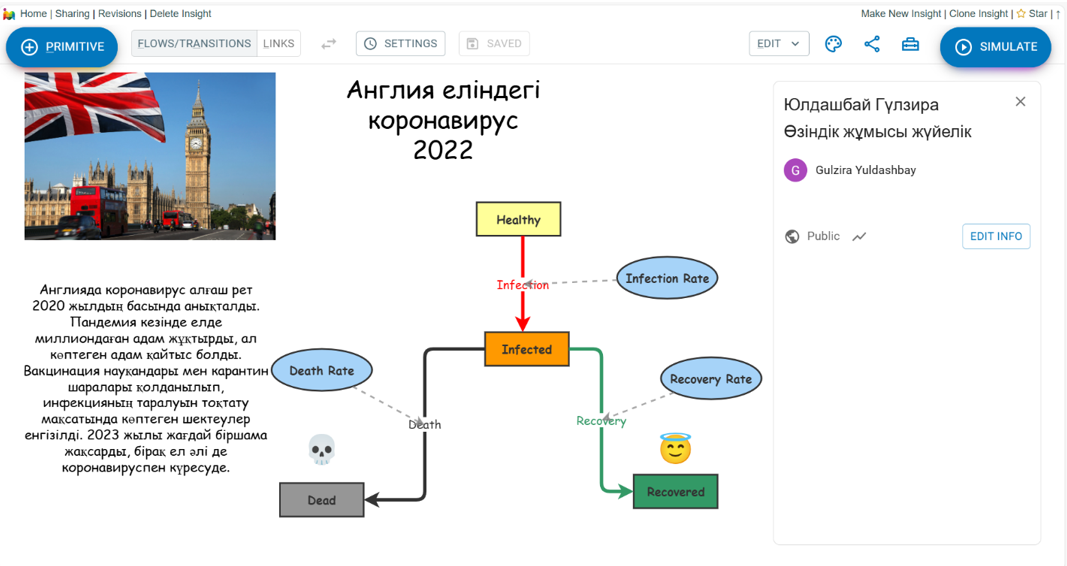 Home | Sharing | Revisions | Delete Insight
Make New Insight | Clone Insight | Star | ↑
PRIMITIVE
FLOWS/TRANSITIONS LINKS
SETTINGS
SAVED
EDIT
SIMULATE
Англия еліндегі
коронавирус
2022
Юлдашбай Гүлзира
Өзіндік жұмысы жүйелік
G Gulzira Yuldashbay
Public
EDIT INFO
Healthy
Infection
Infection Rate
Infected
Англияда коронавирус алғаш рет
2020 жылдың басында анықталды.
Пандемия кезінде елде
миллиондаған адам жұқтырды, ал
көптеген адам қайтыс болды.
Вакцинация науқандары мен карантин
шаралары қолданылып,
инфекцияның таралуын тоқтату
мақсатында көптеген шектеулер
енгізілді. 2023 жылы жағдай біршама
жақсарды, бірақ ел әлі де
коронавируспен күресуде.
Death Rate
Recovery Rate
Death
Recovery
Dead
Recovered